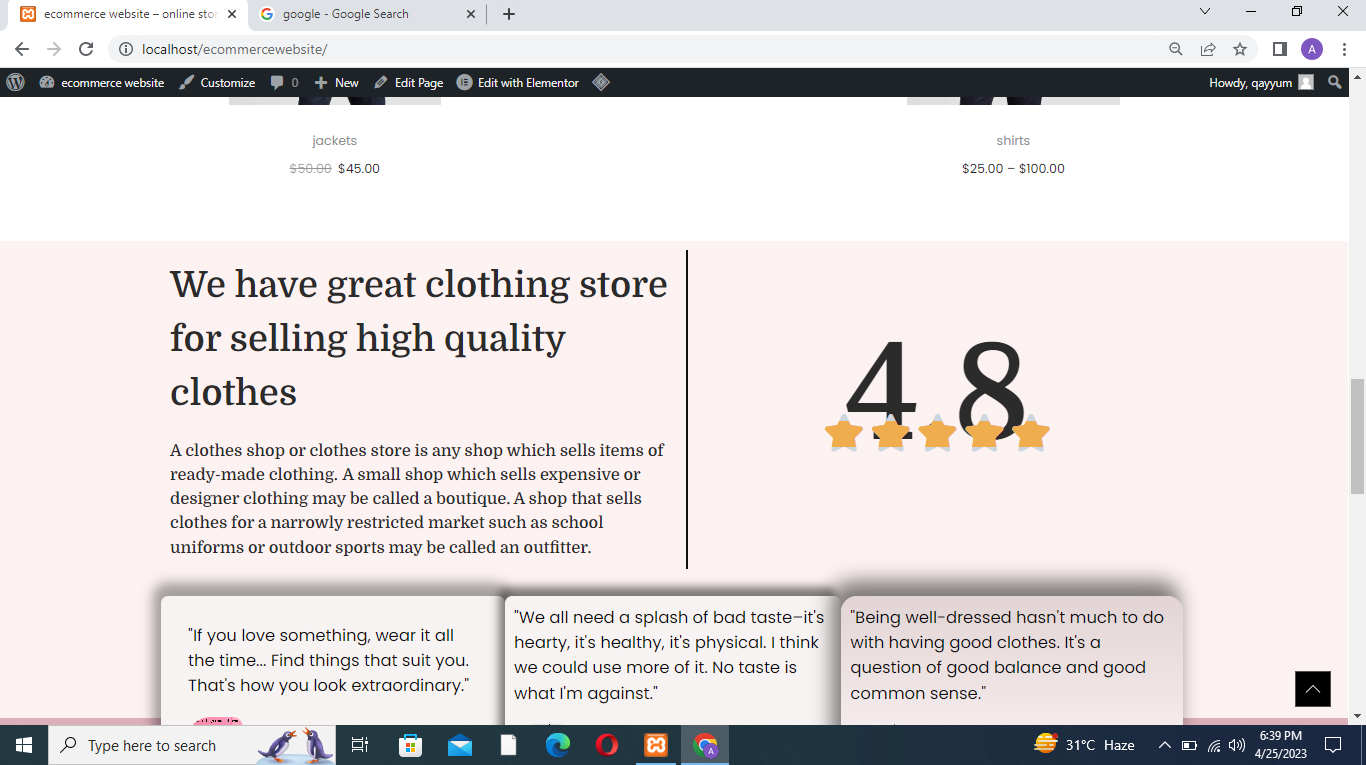 ecommerce website – online stor
google - Google Search
localhost/ecommercewebsite/
A
ecommerce website
Customize
0
New
Edit Page
Edit with Elementor
Howdy, qayyum
jackets
$50.00 $45.00
shirts
$25.00 – $100.00
We have great clothing store
for selling high quality
clothes
A clothes shop or clothes store is any shop which sells items of
ready-made clothing. A small shop which sells expensive or
designer clothing may be called a boutique. A shop that sells
clothes for a narrowly restricted market such as school
uniforms or outdoor sports may be called an outfitter.
4.8
"If you love something, wear it all
the time... Find things that suit you.
That's how you look extraordinary."
"We all need a splash of bad taste–it's
hearty, it's healthy, it's physical. I think
we could use more of it. No taste is
what I'm against."
"Being well-dressed hasn't much to do
with having good clothes. It's a
question of good balance and good
common sense."
Type here to search
A
31°C Haze
6:39 PM
4/25/2023